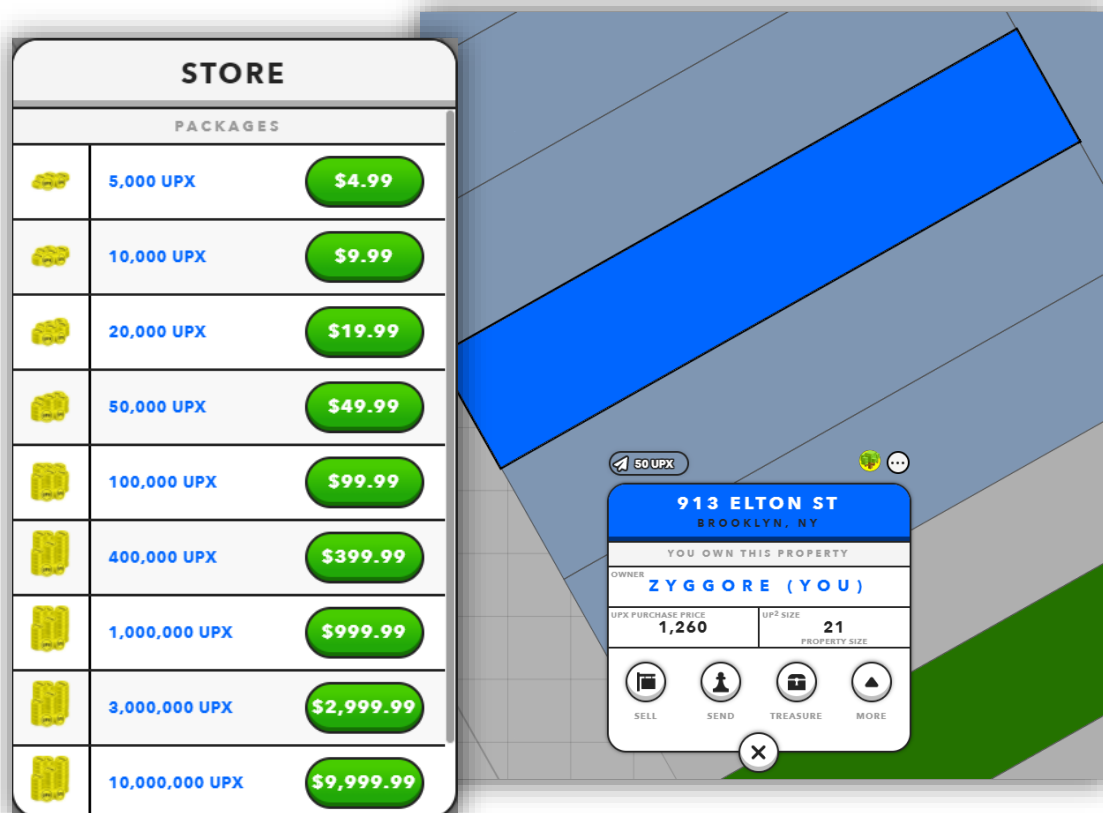 STORE
PACKAGES
5,000 UPX
$4.99
10,000 UPX
$9.99
20,000 UPX
$19.99
50,000 UPX
$49.99
100,000 UPX
$99.99
400,000 UPX
$399.99
1,000,000 UPX
$999.99
3,000,000 UPX
$2,999.99
10,000,000 UPX
$9,999.99
50 UPX
913 ELTON ST
BROOKLYN, NY
YOU OWN THIS PROPERTY
OWNER
ZYGGORE (YOU)
UPX PURCHASE PRICE
1,260
UP² SIZE
21
PROPERTY SIZE
SELL
SEND
TREASURE
MORE